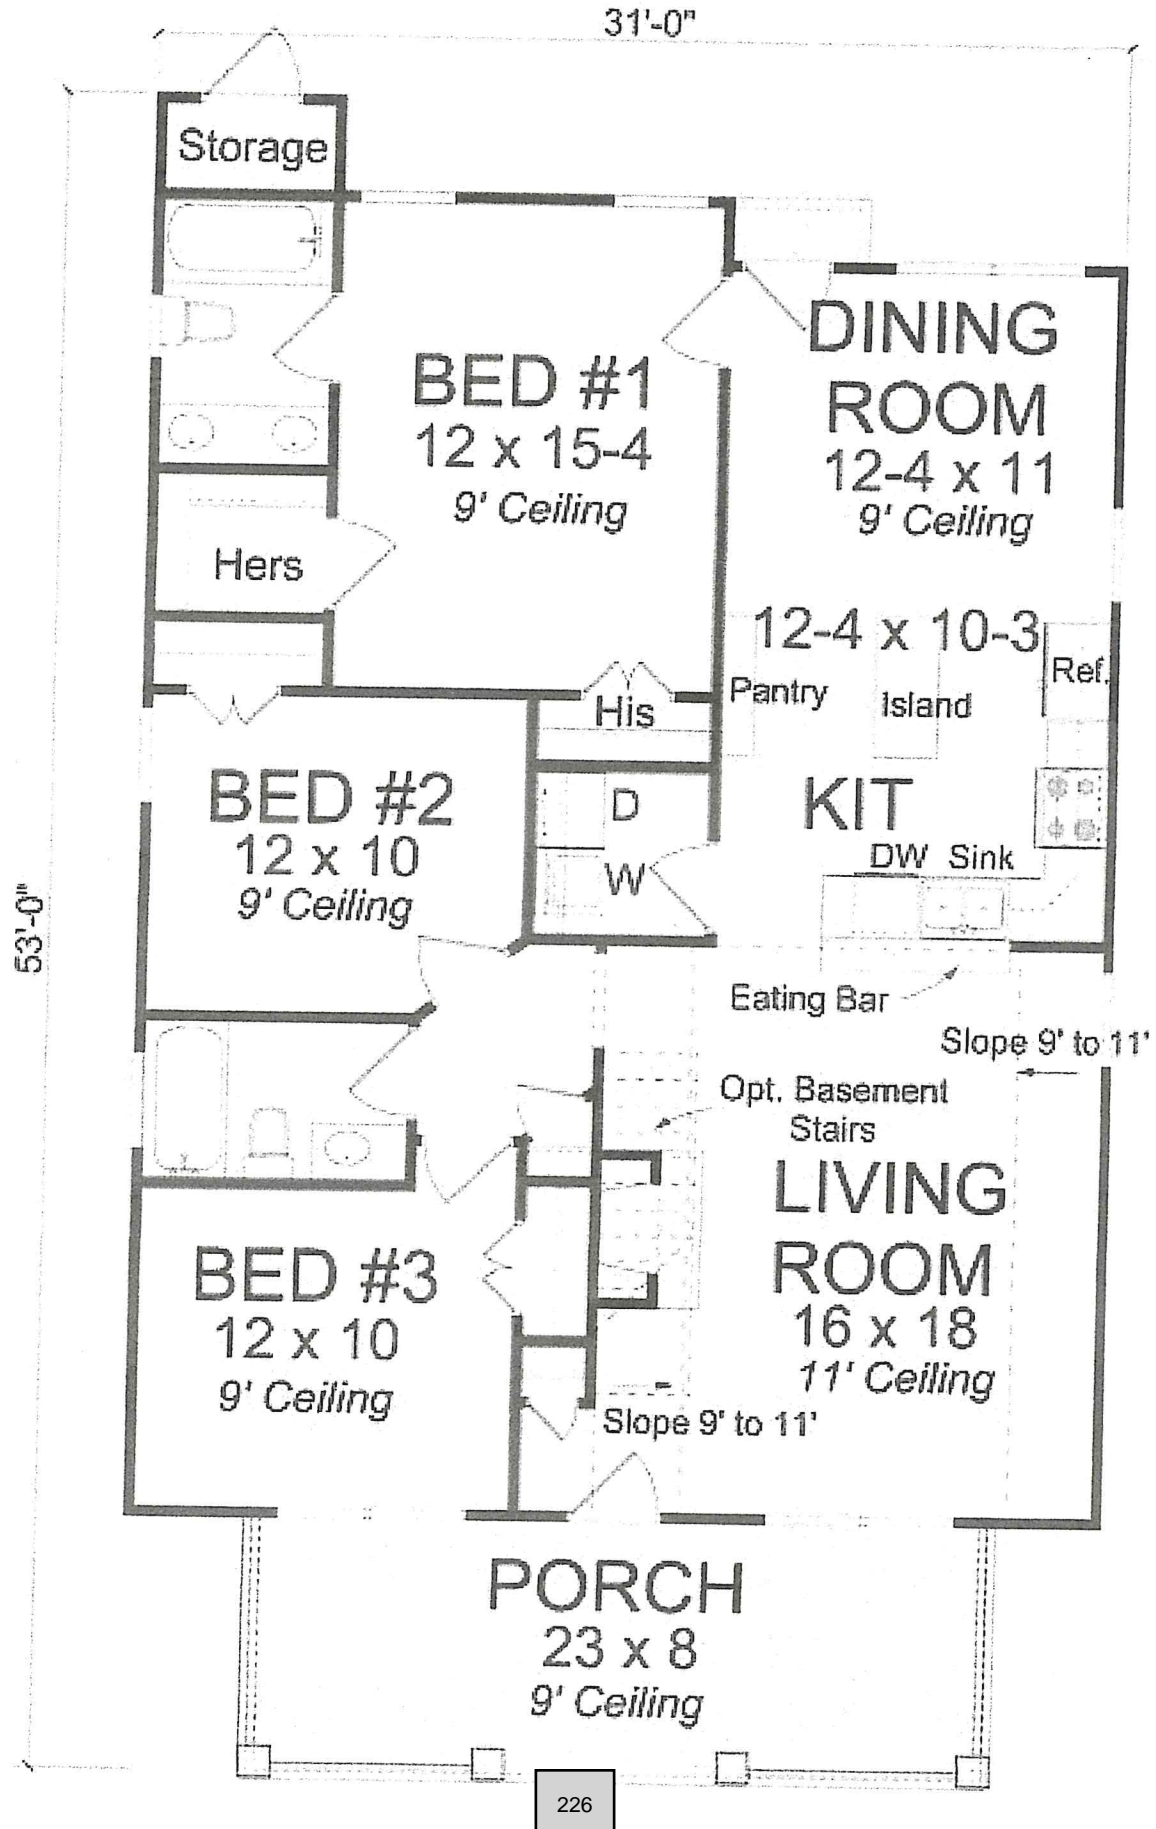 31'-0"
Storage
BED #1
12 x 15-4
9' Ceiling
DINING
ROOM
12-4 x 11
9' Ceiling
Hers
12-4 x 10-3
Pantry
Island
Ref.
His
KIT
BED #2
12 x 10
9' Ceiling
D
W
DW Sink
53'-0"
Eating Bar
Slope 9' to 11'
Opt. Basement
Stairs
LIVING
ROOM
16 x 18
11' Ceiling
BED #3
12 x 10
9' Ceiling
Slope 9' to 11'
PORCH
23 x 8
9' Ceiling
226